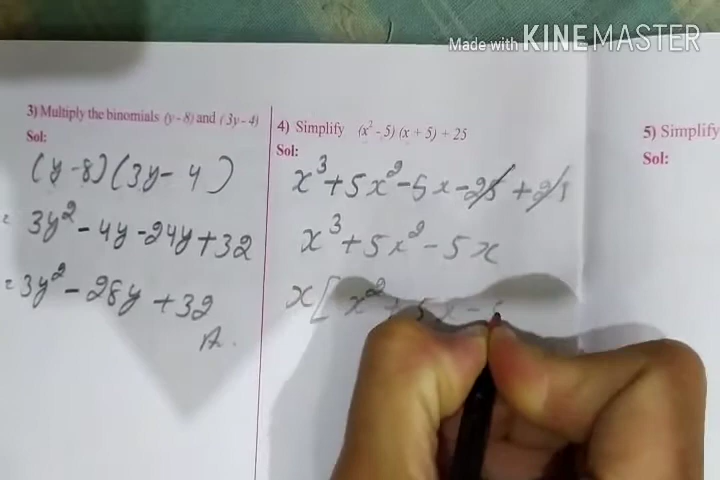 Made with KINEMASTER
3) Multiply the binomials (y - 8) and (3y - 4)
Sol:
(y - 8) (3y - 4)
= 3y² - 4y - 24y + 32
= 3y² - 28y + 32
A.
4) Simplify (x² - 5) (x + 5) + 25
Sol:
x³ + 5x² - 5x - 25 + 25
x³ + 5x² - 5x
x [ x² + 5x -
5) Simplify
Sol: